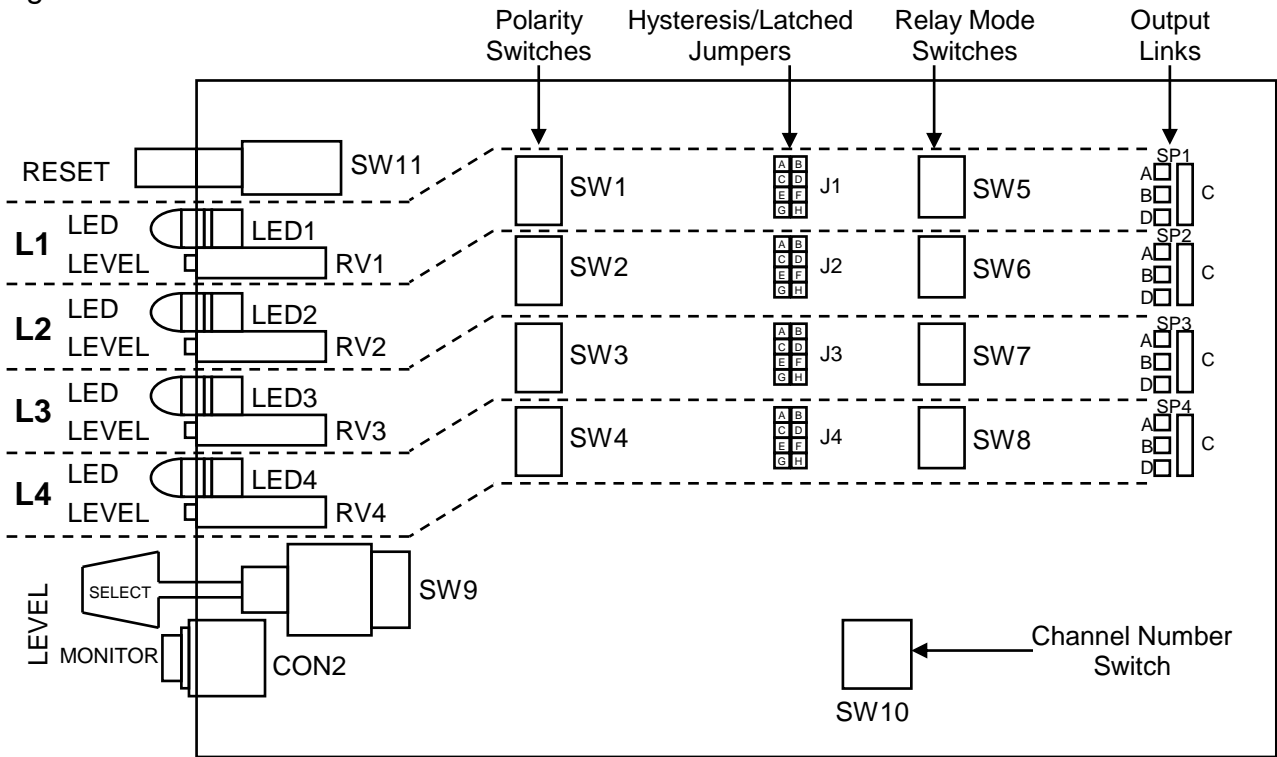 Polarity
Switches
Hysteresis/Latched
Jumpers
Relay Mode
Switches
Output
Links
RESET
SW11
L1
LED
LED1
LEVEL
RV1
L2
LED
LED2
LEVEL
RV2
L3
LED
LED3
LEVEL
RV3
L4
LED
LED4
LEVEL
RV4
SW1
A B
C D
E F
G H
J1
SW5
SP1
A
B
D
C
SW2
A B
C D
E F
G H
J2
SW6
SP2
A
B
D
C
SW3
A B
C D
E F
G H
J3
SW7
SP3
A
B
D
C
SW4
A B
C D
E F
G H
J4
SW8
SP4
A
B
D
C
LEVEL
SELECT
SW9
MONITOR
CON2
Channel Number
Switch
SW10